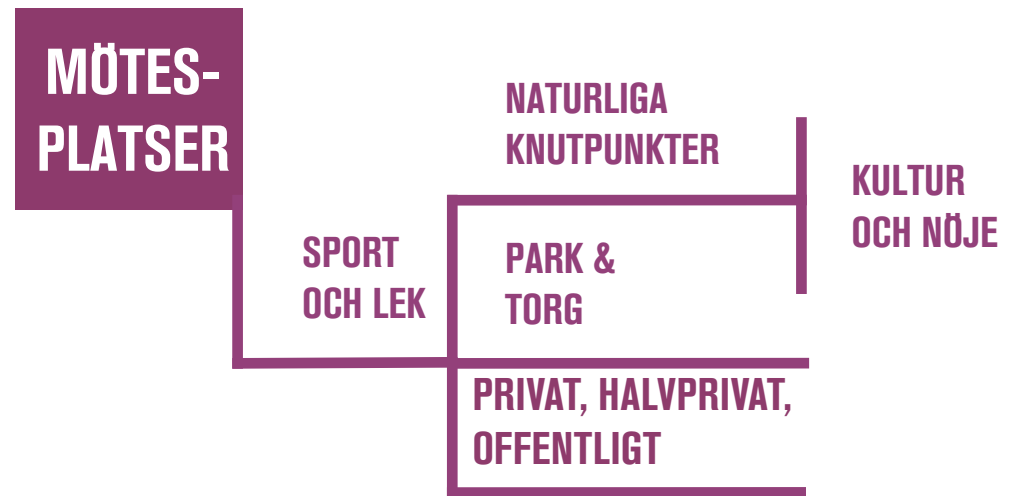 MÖTES-
PLATSER
SPORT
OCH LEK
NATURLIGA
KNUTPUNKTER
PARK &
TORG
PRIVAT, HALVPRIVAT,
OFFENTLIGT
KULTUR
OCH NÖJE